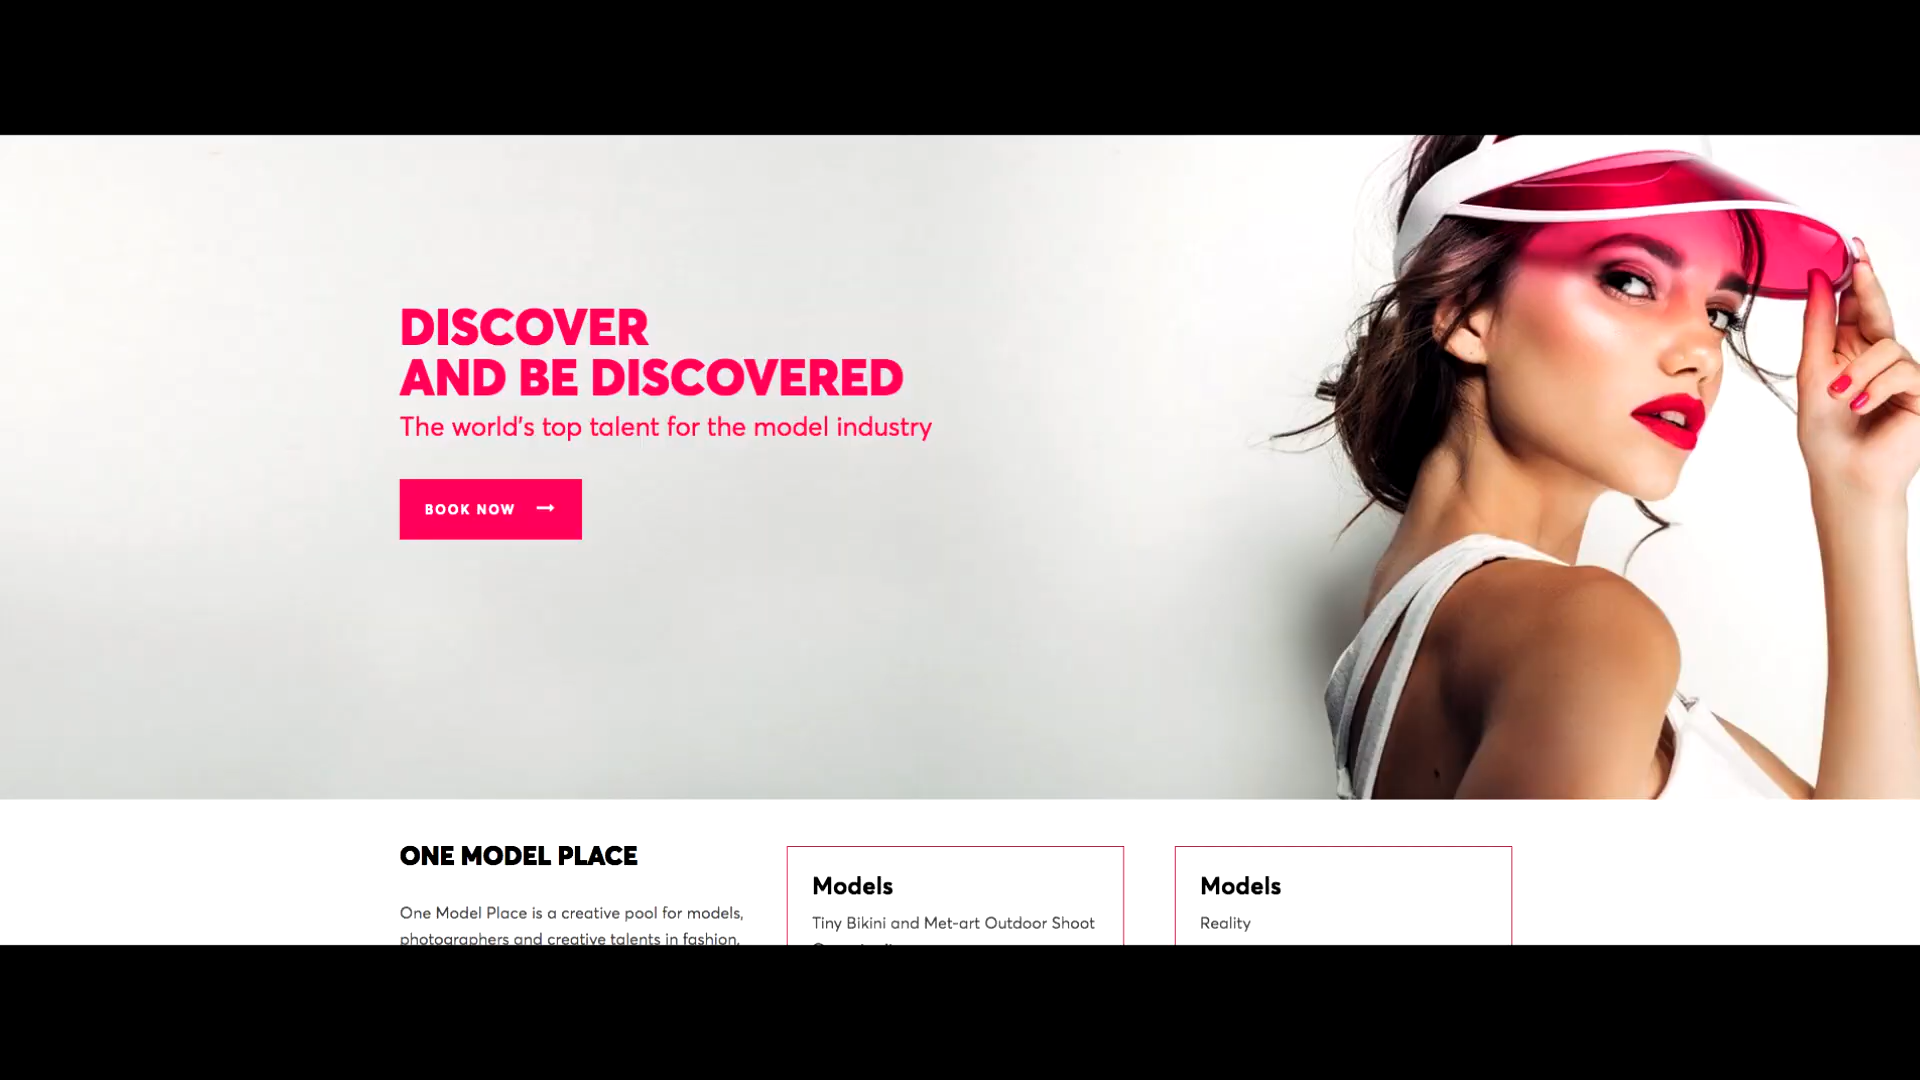 DISCOVER
AND BE DISCOVERED
The world's top talent for the model industry
BOOK NOW
ONE MODEL PLACE
One Model Place is a creative pool for models,
photographers and creative talents in fashion,
Models
Tiny Bikini and Met-art Outdoor Shoot
Models
Reality